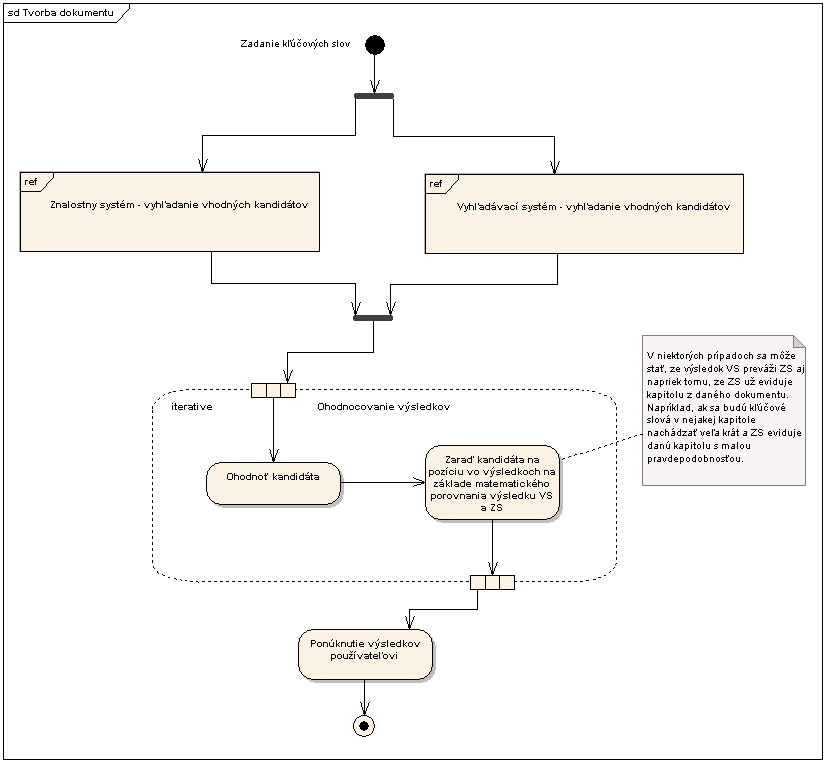 sd Tvorba dokumentu
Zadanie kľúčových slov
ref
Znalostny systém - vyhľadanie vhodných kandidátov
ref
Vyhľadávací systém - vyhľadanie vhodných kandidátov
V niektorých prípadoch sa môže
stať, ze výsledok VS preváži ZS aj
napriek tomu, ze ZS už eviduje
kapitolu z daného dokumentu.
Napríklad, ak sa budú kľúčové
slová v nejakej kapitole
nachádzať veľa krát a ZS eviduje
danú kapitolu s malou
pravdepodobnosťou.
iterative
Ohodnocovanie výsledkov
Ohodnoť kandidáta
Zaraď kandidáta na
pozíciu vo výsledkoch na
základe matematického
porovnania výsledku VS
a ZS
Ponúknutie výsledkov
používateľovi